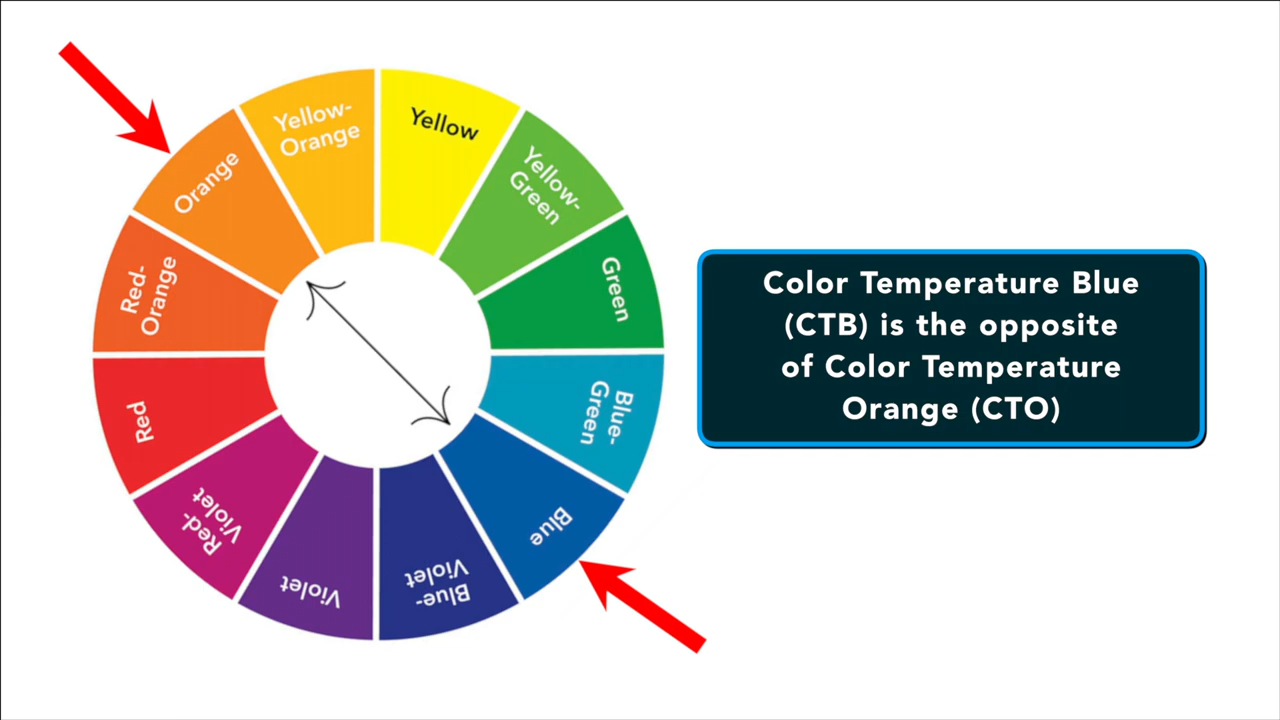 Yellow-
Orange
Yellow
Yellow-
Green
Green
Blue-
Green
Blue
Blue-
Violet
Violet
Red-
Violet
Red
Red-
Orange
Orange
Color Temperature Blue
(CTB) is the opposite
of Color Temperature
Orange (CTO)